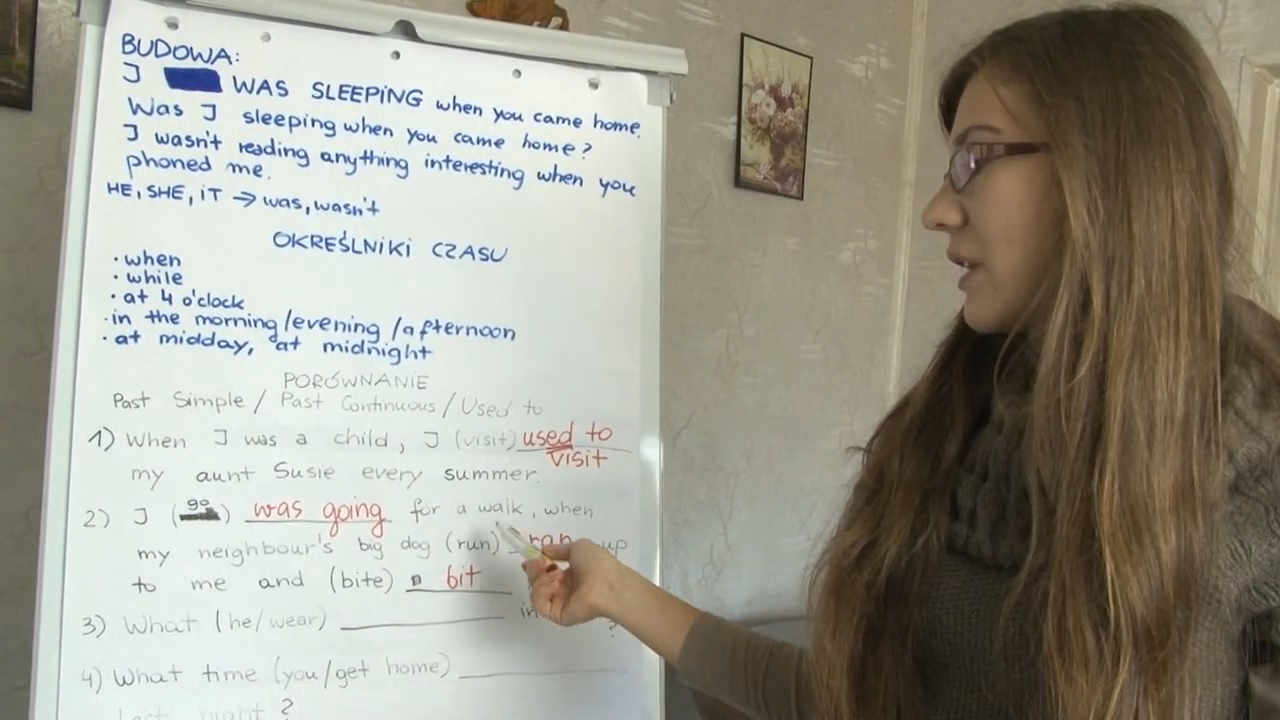 BUDOWA:
I WAS SLEEPING when you came home.
Was I sleeping when you came home?
I wasn't reading anything interesting when you
phoned me.
HE, SHE, IT → was, wasn't
OKREŚLNIKI CZASU
• when
• while
• at 4 o'clock
• in the morning/evening/afternoon
• at midday, at midnight
PORÓWNANIE
Past Simple / Past Continuous / Used to
1) When I was a child, I (visit) used to
visit
my aunt Susie every summer.
2) I (go) was going for a walk, when
my neighbour's big dog (run) ran up
to me and (bite) bit
3) What (he/wear) ?
4) What time (you/get home)
last night?